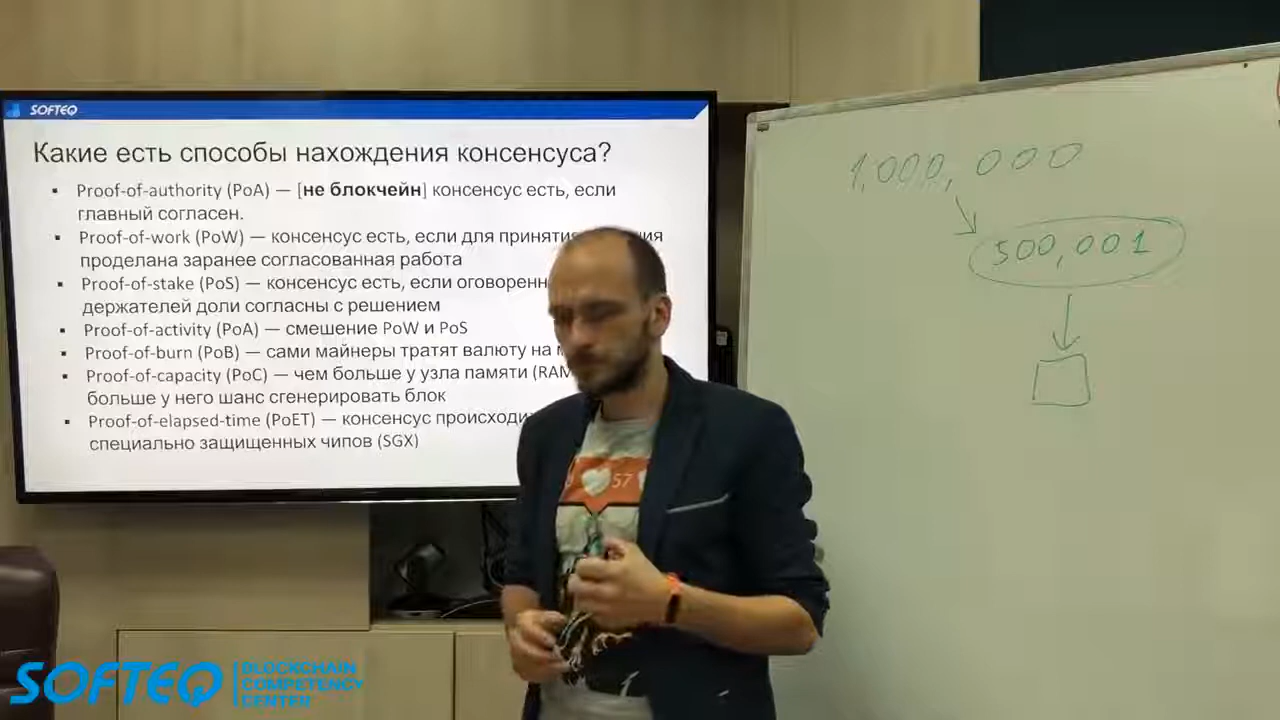 SOFTEQ
Какие есть способы нахождения консенсуса?
▪ Proof-of-authority (PoA) — [не блокчейн] консенсус есть, если
главный согласен.
▪ Proof-of-work (PoW) — консенсус есть, если для
проделана заранее согласованная работа
▪ Proof-of-stake (PoS) — консенсус есть, если
держателей доли согласны с решением
▪ Proof-of-activity (PoA) — смешение PoW и PoS
▪ Proof-of-burn (PoB) — сами майнеры тратят валюту на
▪ Proof-of-capacity (PoC) — чем больше у узла памяти (RAM
больше у него шанс сгенерировать блок
▪ Proof-of-elapsed-time (PoET) — консенсус
специально защищенных чипов (SGX)
1,000,000
500,001
57
SOFTEQ
BLOCKCHAIN
COMPETENCY
CENTER